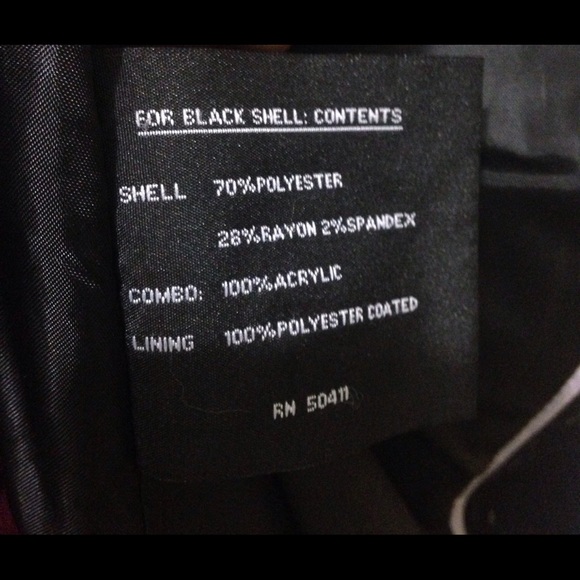 FOR BLACK SHELL: CONTENTS
SHELL 70%POLYESTER
28%RAYON 2%SPANDEX
COMBO: 100%ACRYLIC
LINING 100%POLYESTER COATED
RN 50411